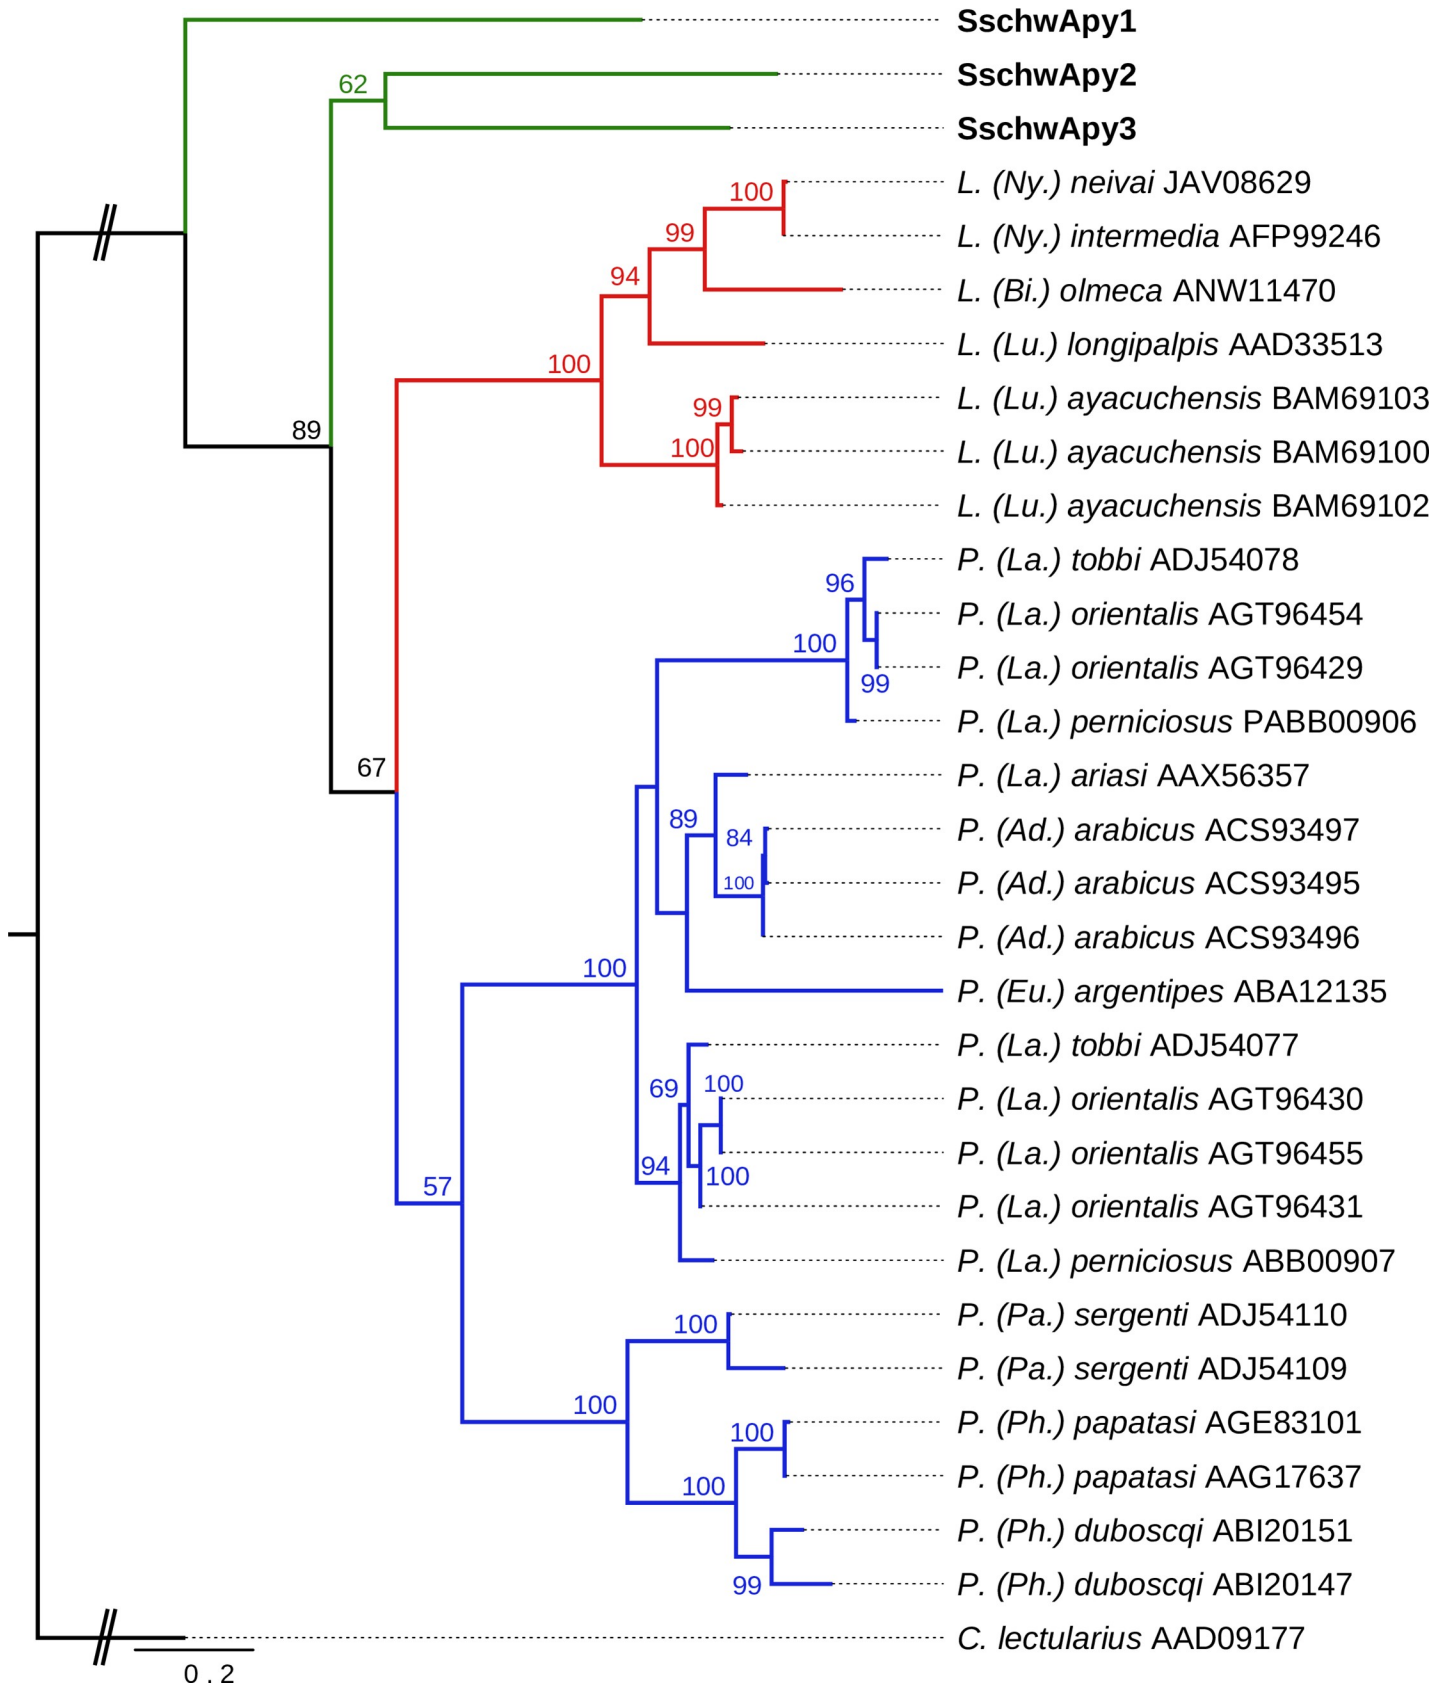 SschwApy1
62
SschwApy2
SschwApy3
100
L. (Ny.) neivai JAV08629
99
L. (Ny.) intermedia AFP99246
94
L. (Bi.) olmeca ANW11470
100
L. (Lu.) longipalpis AAD33513
99
L. (Lu.) ayacuchensis BAM69103
89
100
L. (Lu.) ayacuchensis BAM69100
L. (Lu.) ayacuchensis BAM69102
96
P. (La.) tobbi ADJ54078
100
P. (La.) orientalis AGT96454
99
P. (La.) orientalis AGT96429
P. (La.) perniciosus PABB00906
67
P. (La.) ariasi AAX56357
89
84
P. (Ad.) arabicus ACS93497
100
P. (Ad.) arabicus ACS93495
P. (Ad.) arabicus ACS93496
100
P. (Eu.) argentipes ABA12135
P. (La.) tobbi ADJ54077
69
100
P. (La.) orientalis AGT96430
94
100
P. (La.) orientalis AGT96455
57
P. (La.) orientalis AGT96431
P. (La.) perniciosus ABB00907
100
P. (Pa.) sergenti ADJ54110
P. (Pa.) sergenti ADJ54109
100
100
P. (Ph.) papatasi AGE83101
100
P. (Ph.) papatasi AAG17637
P. (Ph.) duboscqi ABI20151
99
P. (Ph.) duboscqi ABI20147
C. lectularius AAD09177
0 , 2